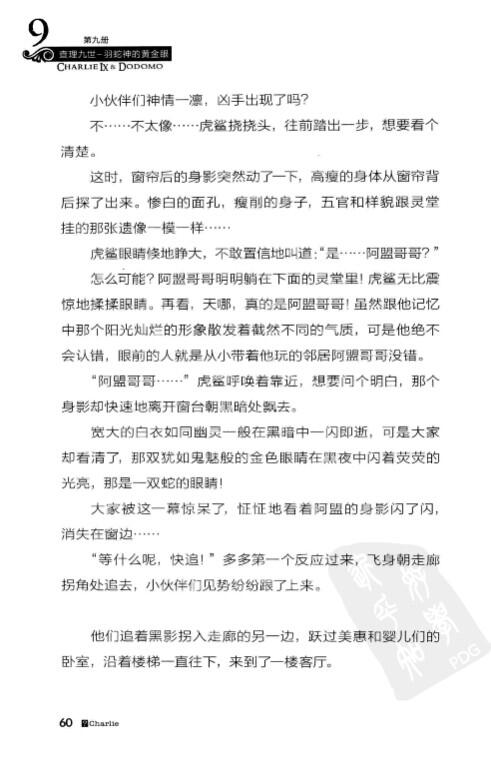 9
第九册
查理九世－羽蛇神的黄金眼
CHARLIE IX & DODOMO
小伙伴们神情一凛，凶手出现了吗？
不……不太像……虎鲨挠挠头，往前踏出一步，想要看个
清楚。
这时，窗帘后的身影突然动了一下，高瘦的身体从窗帘背
后探了出来。惨白的面孔，瘦削的身子，五官和样貌跟灵堂
挂的那张遗像一模一样……
虎鲨眼睛倏地睁大，不敢置信地叫道：“是……阿盟哥哥？”
怎么可能？阿盟哥哥明明躺在下面的灵堂里！虎鲨无比震
惊地揉揉眼睛。再看，天哪，真的是阿盟哥哥！虽然跟他记忆
中那个阳光灿烂的形象散发着截然不同的气质，可是他绝不
会认错，眼前的人就是从小带着他玩的邻居阿盟哥哥没错。
“阿盟哥哥……”虎鲨呼唤着靠近，想要问个明白，那个
身影却快速地离开窗台朝黑暗处飘去。
宽大的白衣如同幽灵一般在黑暗中一闪即逝，可是大家
却看清了，那双犹如鬼魅般的金色眼睛在黑夜中闪着荧荧的
光亮，那是一双蛇的眼睛！
大家被这一幕惊呆了，怔怔地看着阿盟的身影闪了闪，
消失在窗边……
“等什么呢，快追！”多多第一个反应过来，飞身朝走廊
拐角处追去，小伙伴们见势纷纷跟了上来。
他们追着黑影拐入走廊的另一边，跃过美惠和婴儿们的
卧室，沿着楼梯一直往下，来到了一楼客厅。
60 Charlie
PDG